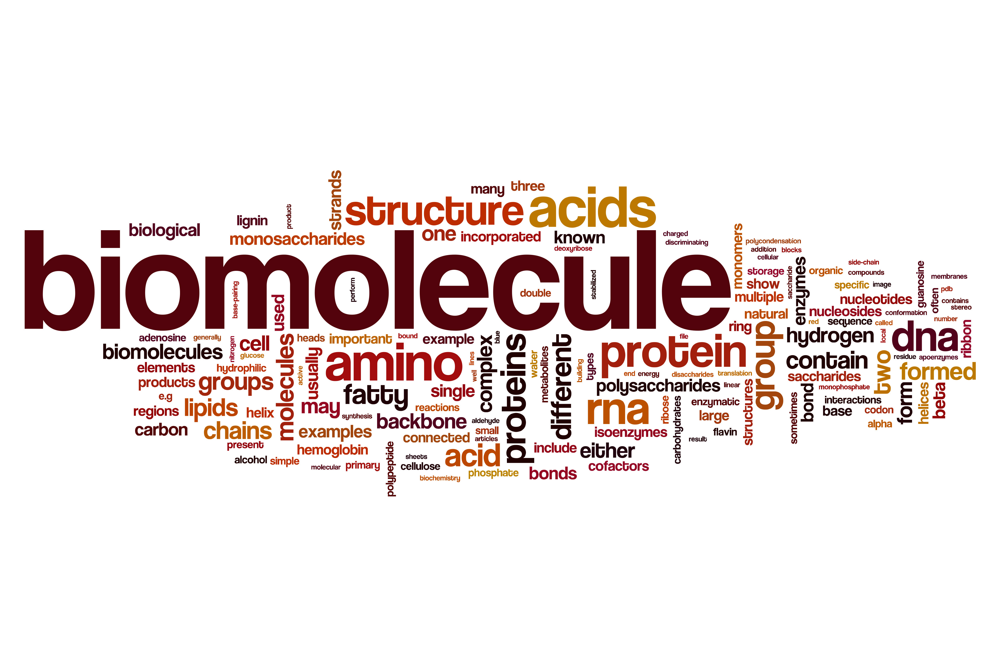 strands
many
three
structure
acids
lignin
product
biological
monosaccharides
one
incorporated
known
deoxyribose
charged
discriminating
biomolecule
base-pairing
used
perform
double
stabilized
monomers
polycondensation
addition
blocks
cellular
storage
saccharide
enzymes
show
multiple
natural
ring
organic
side-chain
compounds
specific
image
nucleotides
guanosine
membranes
often
pdb
contains
stereo
nucleosides
conformation
number
red
sequence
called
ribbon
adenosine
generally
nitrogen
cell
glucose
biomolecules
elements
hydrophilic
products
groups
e.g
regions
lipids
helix
carbon
chains
present
alcohol
simple
molecules
heads
important
bound
example
usually
active
amino
well
lines
complex
blue
fatty
single
may
synthesis
reactions
backbone
aldehyde
examples
connected
small
articles
hemoglobin
molecular
primary
polypeptide
sheets
cellulose
acid
biochemistry
phosphate
proteins
water
metabolites
different
building
types
protein
file
end
energy
disaccharides
translation
polysaccharides
linear
rna
ribose
carbohydrates
enzymatic
large
structures
isoenzymes
flavin
result
include
either
bonds
cofactors
group
hydrogen
local
dna
contain
two
residue
apoenzymes
saccharides
formed
monophosphate
sometimes
bond
interactions
base
codon
alpha
form
helices
beta